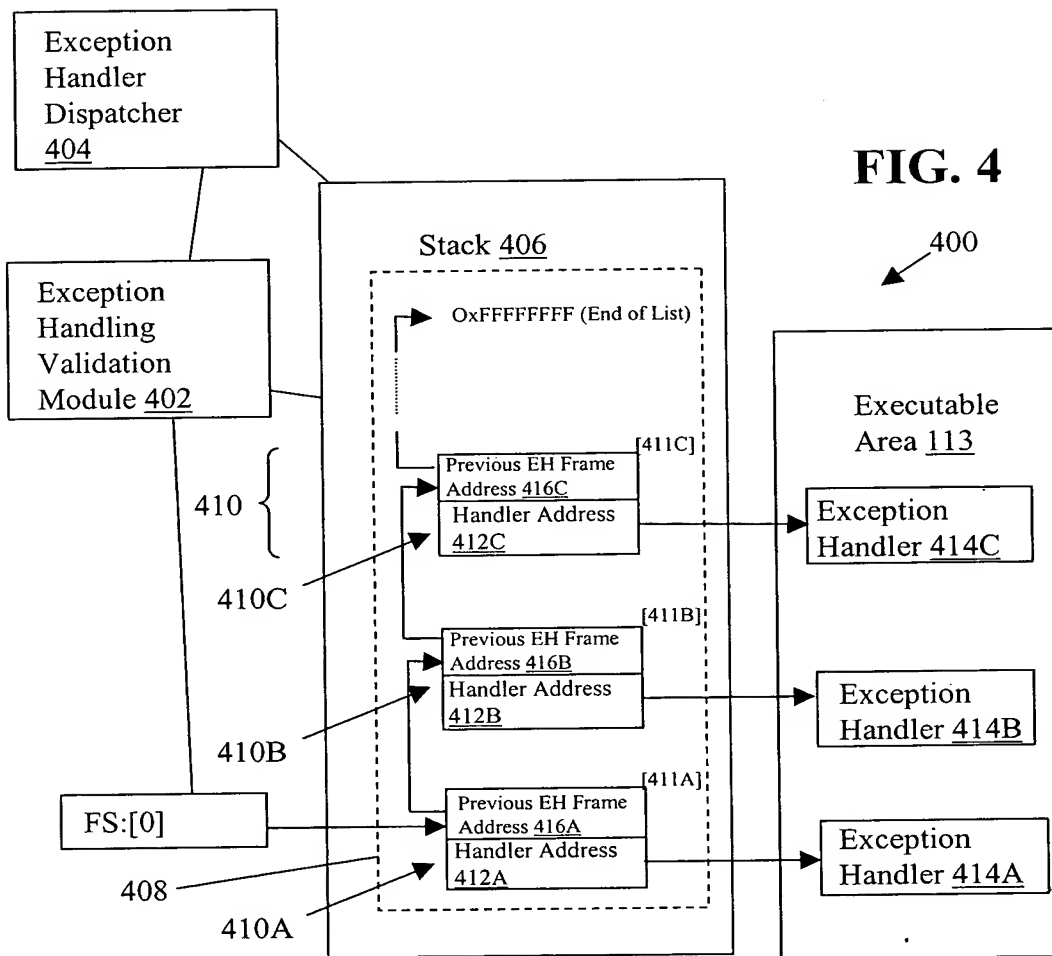 Exception
Handler
Dispatcher
404
FIG. 4
400
Exception
Handling
Validation
Module 402
Stack 406
OxFFFFFFFF (End of List)
Executable
Area 113
410
[411C]
Previous EH Frame
Address 416C
Handler Address
412C
410C
Exception
Handler 414C
[411B]
Previous EH Frame
Address 416B
Handler Address
412B
410B
Exception
Handler 414B
[411A]
FS:[0]
Previous EH Frame
Address 416A
Handler Address
412A
408
410A
Exception
Handler 414A